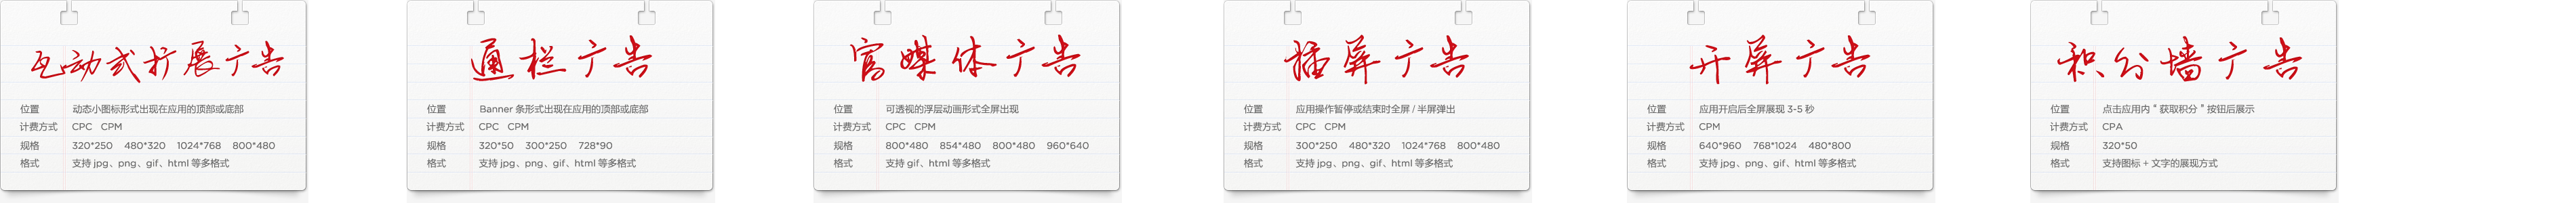 互动式扩展广告
位置 动态小图标形式出现在应用的顶部或底部
计费方式 CPC CPM
规格 320*250 480*320 1024*768 800*480
格式 支持 jpg、png、gif、html 等多格式
通栏广告
位置 Banner 条形式出现在应用的顶部或底部
计费方式 CPC CPM
规格 320*50 300*250 728*90
格式 支持 jpg、png、gif、html 等多格式
富媒体广告
位置 可透视的浮层动画形式全屏出现
计费方式 CPC CPM
规格 800*480 854*480 800*480 960*640
格式 支持 gif、html 等多格式
插屏广告
位置 应用操作暂停或结束时全屏 / 半屏弹出
计费方式 CPC CPM
规格 300*250 480*320 1024*768 800*480
格式 支持 jpg、png、gif、html 等多格式
开屏广告
位置 应用开启后全屏展现 3-5 秒
计费方式 CPM
规格 640*960 768*1024 480*800
格式 支持 jpg、png、gif、html 等多格式
积分墙广告
位置 点击应用内 “ 获取积分 ” 按钮后展示
计费方式 CPA
规格 320*50
格式 支持图标 + 文字的展现方式